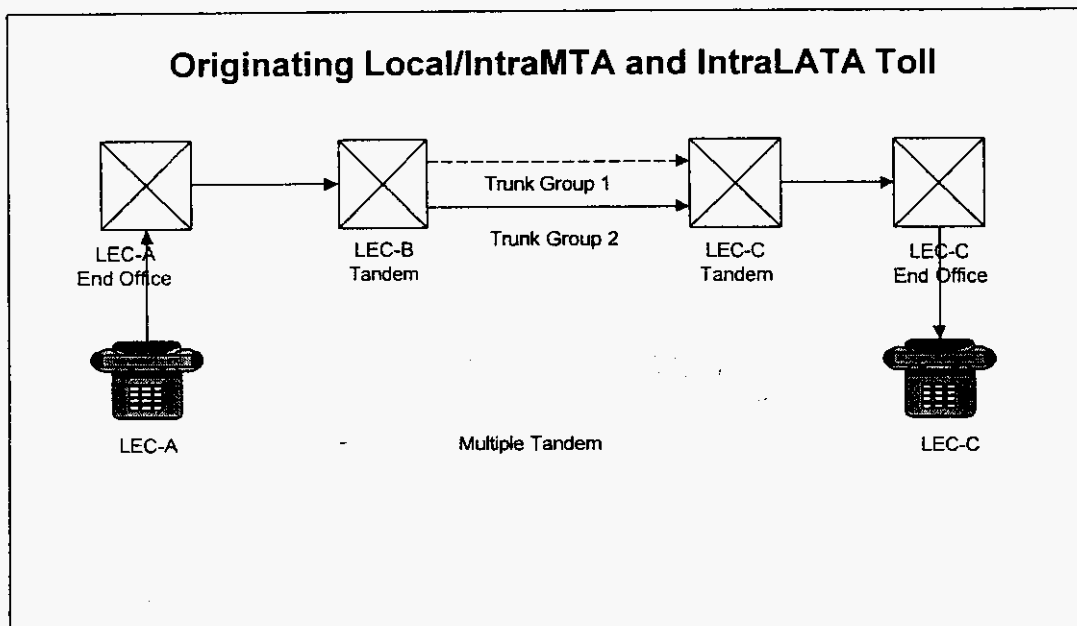 Originating Local/IntraMTA and IntraLATA Toll
Trunk Group 1
Trunk Group 2
LEC-A
End Office
LEC-B
Tandem
LEC-C
Tandem
LEC-C
End Office
LEC-A
Multiple Tandem
LEC-C